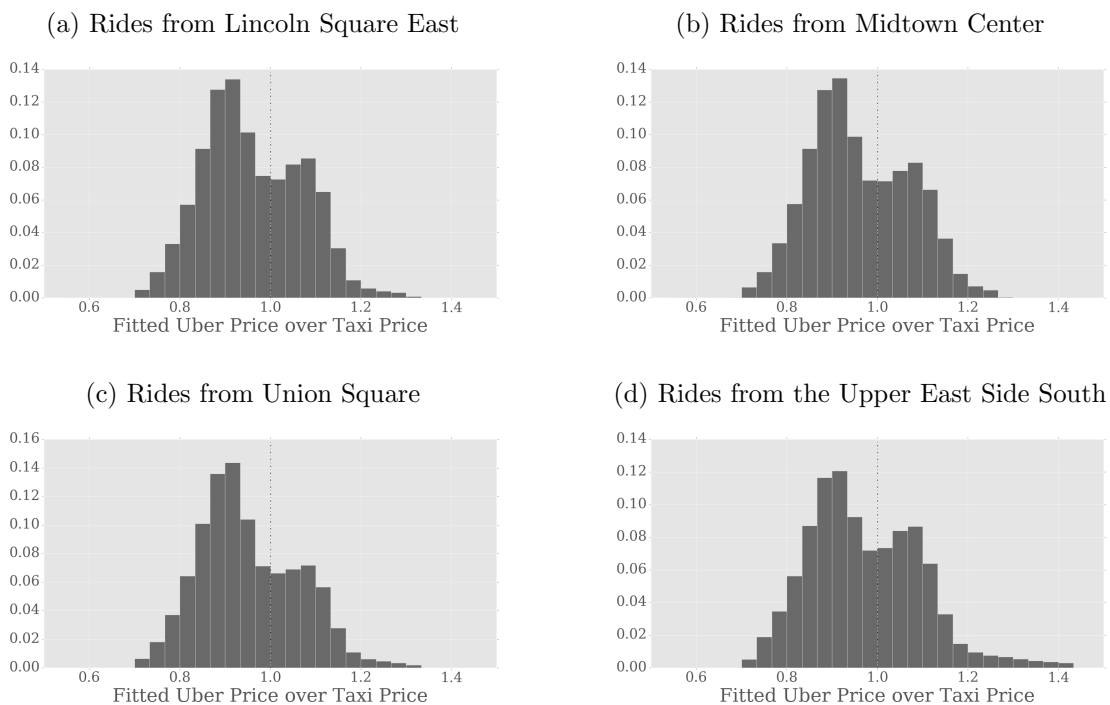 (a) Rides from Lincoln Square East
0.14
0.12
0.10
0.08
0.06
0.04
0.02
0.00
0.6 0.8 1.0 1.2 1.4
Fitted Uber Price over Taxi Price
(b) Rides from Midtown Center
0.14
0.12
0.10
0.08
0.06
0.04
0.02
0.00
0.6 0.8 1.0 1.2 1.4
Fitted Uber Price over Taxi Price
(c) Rides from Union Square
0.16
0.14
0.12
0.10
0.08
0.06
0.04
0.02
0.00
0.6 0.8 1.0 1.2 1.4
Fitted Uber Price over Taxi Price
(d) Rides from the Upper East Side South
0.14
0.12
0.10
0.08
0.06
0.04
0.02
0.00
0.6 0.8 1.0 1.2 1.4
Fitted Uber Price over Taxi Price